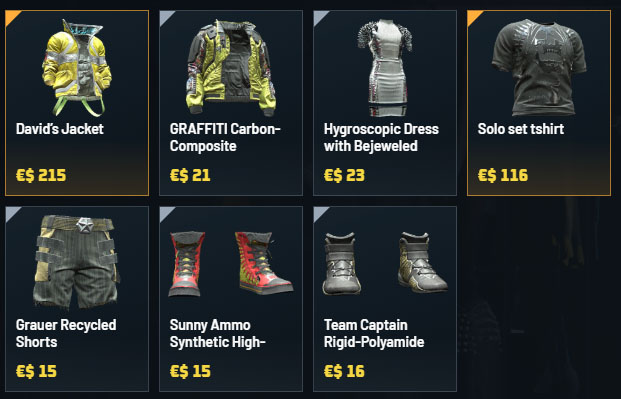 David's Jacket
€$ 215
GRAFFITI Carbon-
Composite
€$ 21
Hygroscopic Dress
with Bejeweled
€$ 23
Solo set tshirt
€$ 116
Grauer Recycled
Shorts
€$ 15
Sunny Ammo
Synthetic High-
€$ 15
Team Captain
Rigid-Polyamide
€$ 16